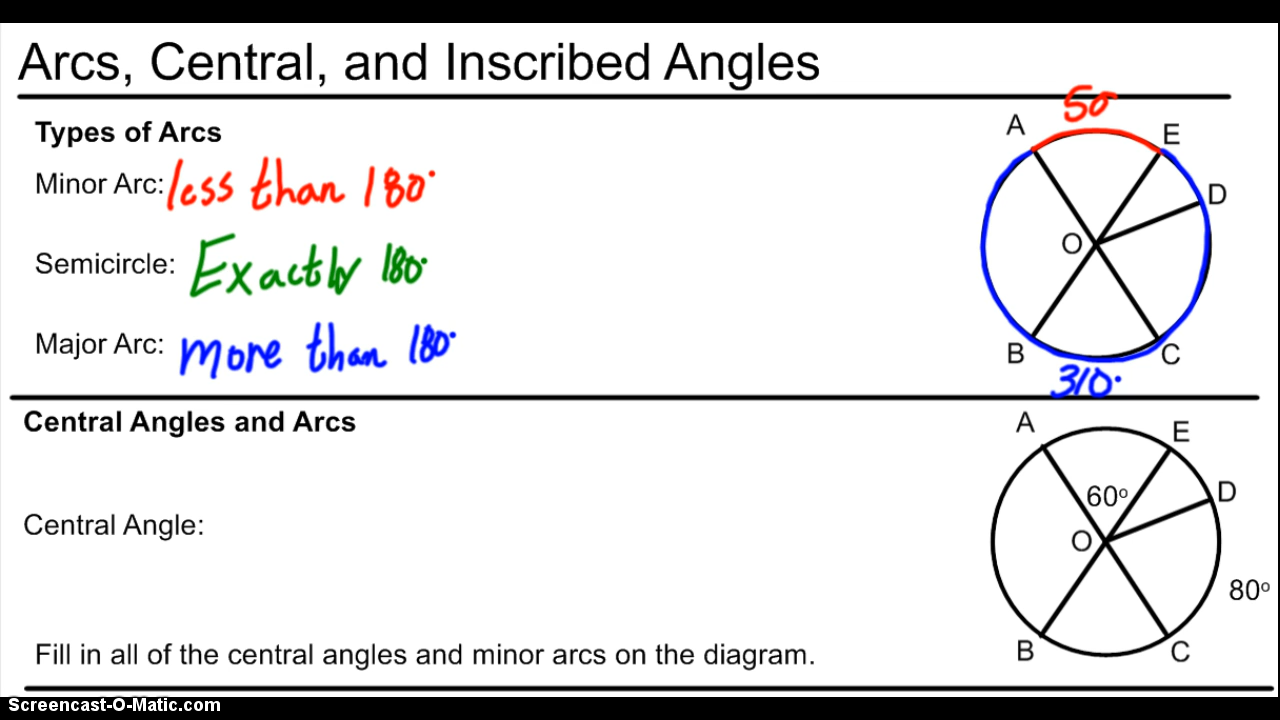 Arcs, Central, and Inscribed Angles
Types of Arcs
Minor Arc: less than 180°
Semicircle: Exactly 180°
Major Arc: more than 180°
50
A
E
D
O
B
C
310°
Central Angles and Arcs
Central Angle:
Fill in all of the central angles and minor arcs on the diagram.
A
E
60°
D
O
80°
B
C
Screencast-O-Matic.com